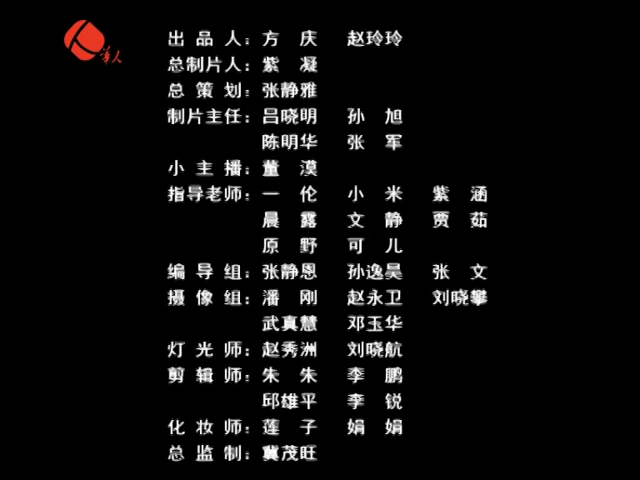 出品人：方庆 赵玲玲
华人
总制片人：紫凝
总策划：张静雅
制片主任：吕晓明 孙旭
陈明华 张军
小主播：董漠
指导老师：一伦 小米 紫涵
晨露 文静 贾茹
原野 可儿
编导组：张静恩 孙逸昊 张文
摄像组：潘刚 赵永卫 刘晓攀
武真慧 邓玉华
灯光师：赵秀洲 刘晓航
剪辑师：朱朱 李鹏
邱雄平 李锐
化妆师：莲子 娟娟
总监制：冀茂旺